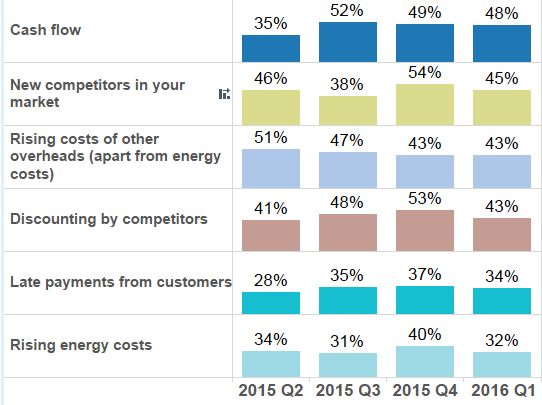 Cash flow
35% 52% 49% 48%
New competitors in your
market
46% 38% 54% 45%
Rising costs of other
overheads (apart from energy
costs)
51% 47% 43% 43%
Discounting by competitors
41% 48% 53% 43%
Late payments from customers
28% 35% 37% 34%
Rising energy costs
34% 31% 40% 32%
2015 Q2 2015 Q3 2015 Q4 2016 Q1